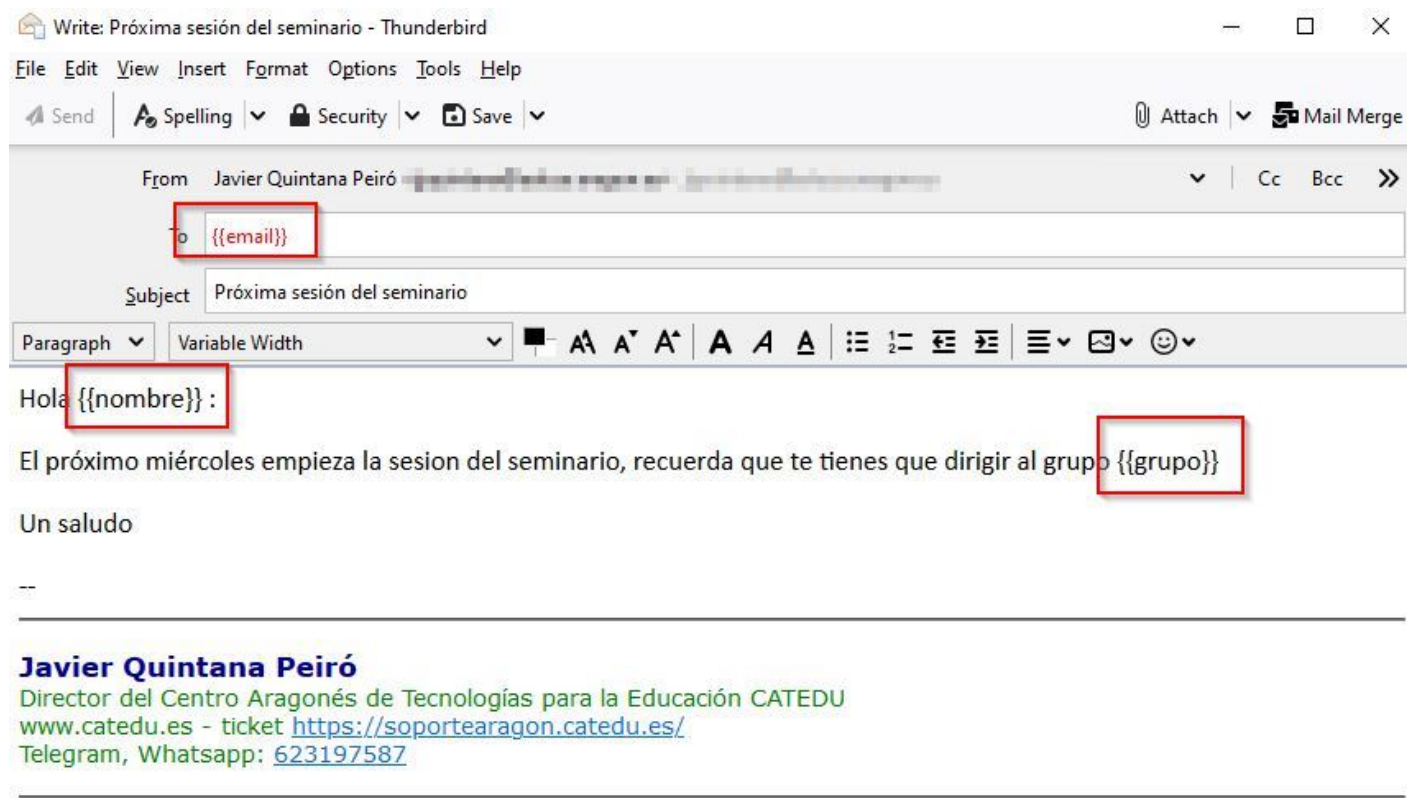 Write: Próxima sesión del seminario - Thunderbird
File Edit View Insert Format Options Tools Help
Send Spelling Security Save Attach Mail Merge
From Javier Quintana Peiró Cc Bcc
To {{email}}
Subject Próxima sesión del seminario
Paragraph Variable Width
Hola {{nombre}} :
El próximo miércoles empieza la sesion del seminario, recuerda que te tienes que dirigir al grupo {{grupo}}
Un saludo
--
Javier Quintana Peiró
Director del Centro Aragonés de Tecnologías para la Educación CATEDU
www.catedu.es - ticket https://soportearagon.catedu.es/
Telegram, Whatsapp: 623197587